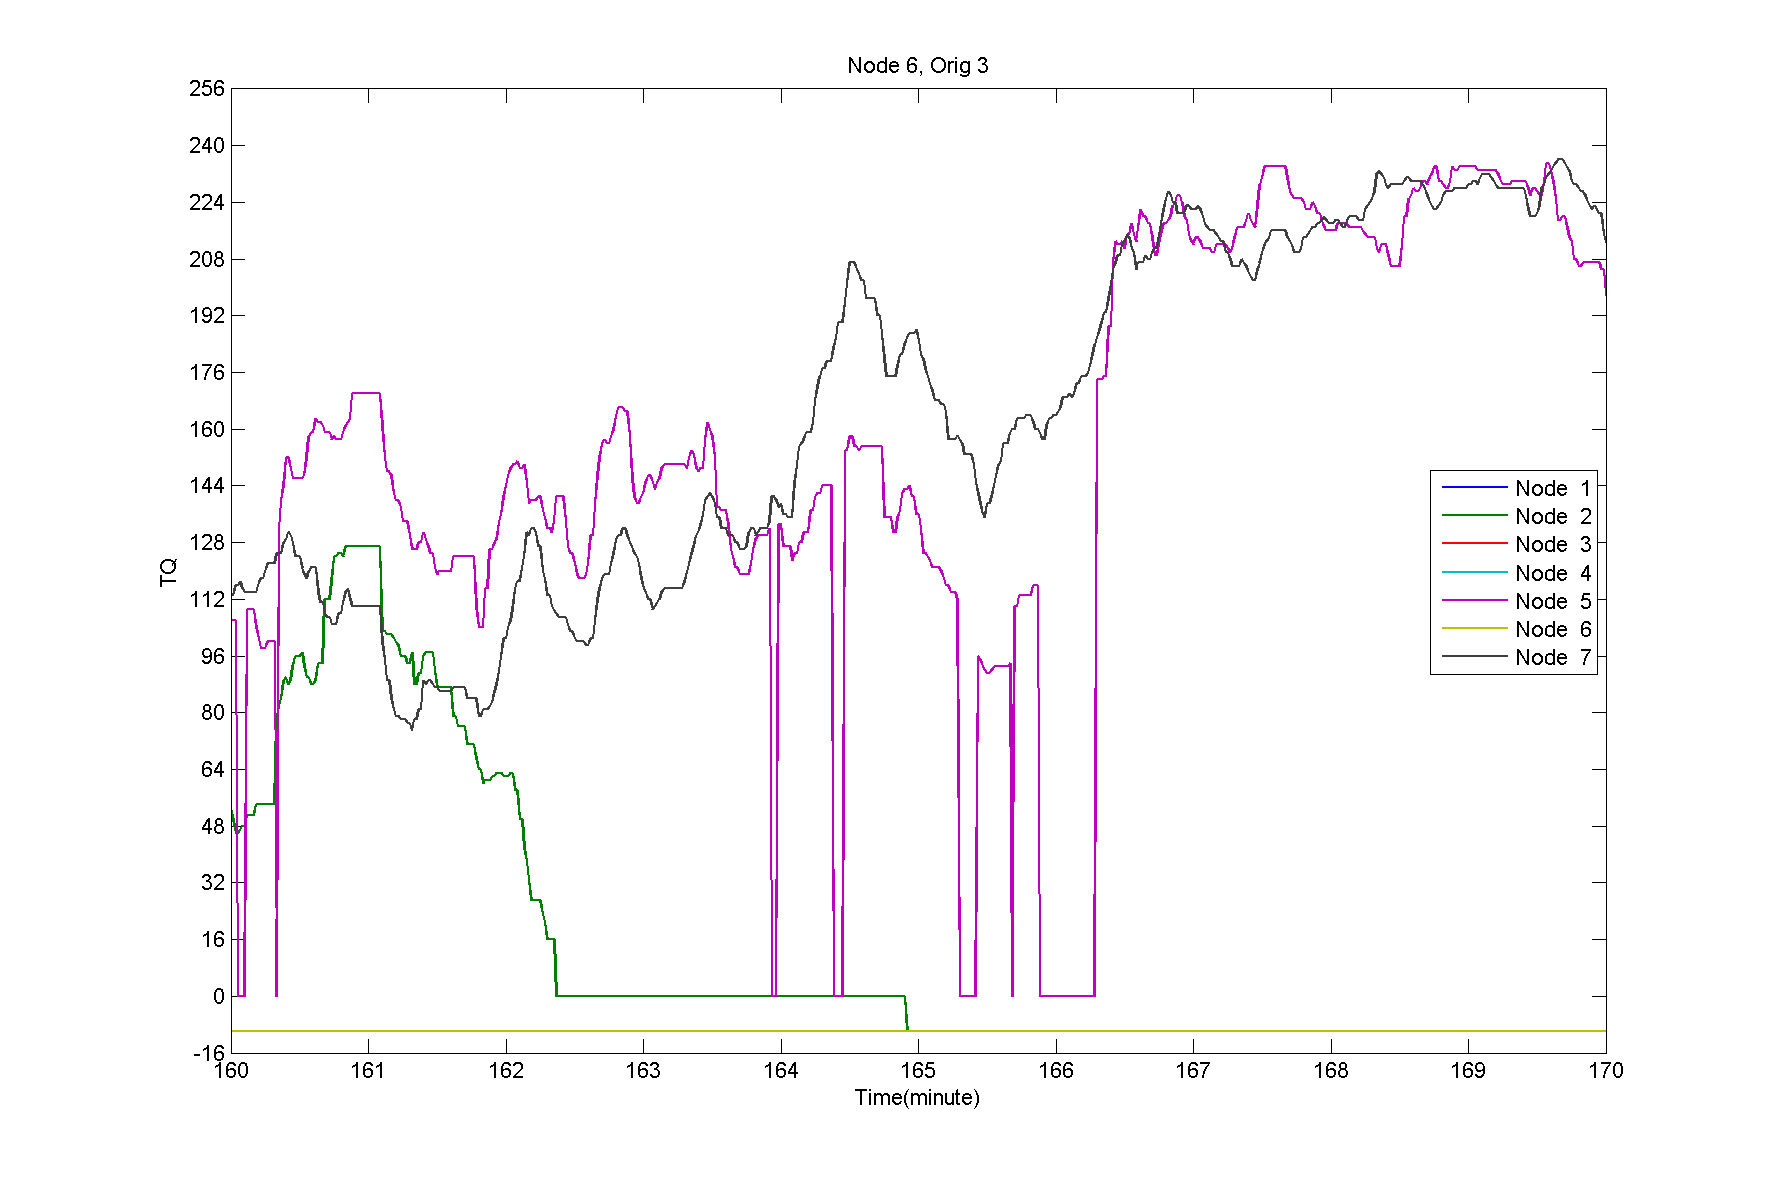 Node 6, Orig 3
256
240
224
208
192
176
160
144
128
112
96
80
64
48
32
16
0
-16
TQ
Node 1
Node 2
Node 3
Node 4
Node 5
Node 6
Node 7
160 161 162 163 164 165 166 167 168 169 170
Time(minute)